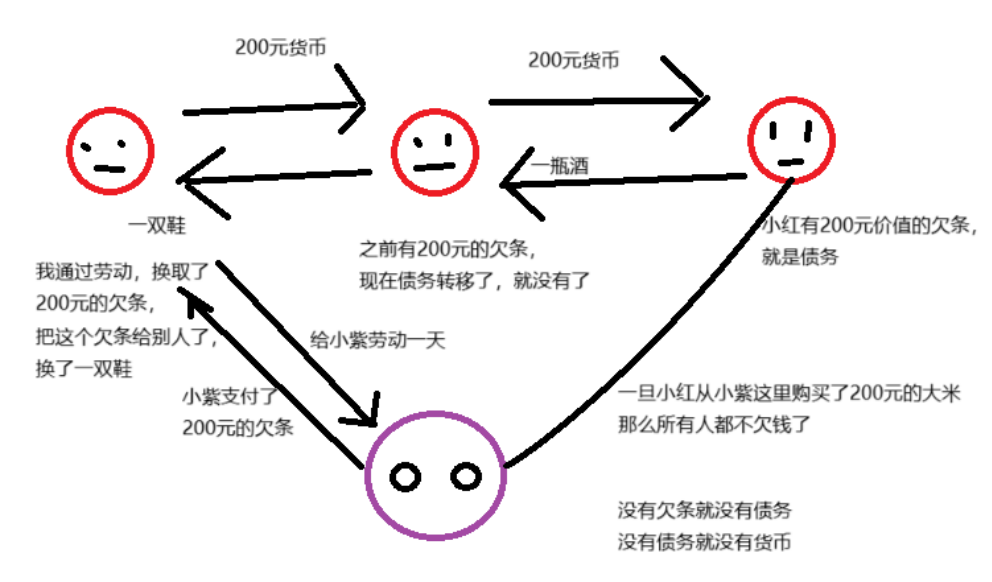 200元货币
200元货币
一瓶酒
一双鞋
我通过劳动，换取了
200元的欠条，
把这个欠条给别人了，
换了一双鞋
之前有200元的欠条，
现在债务转移了，就没有了
小红有200元价值的欠条，
就是债务
给小紫劳动一天
小紫支付了
200元的欠条
一旦小红从小紫这里购买了200元的大米
那么所有人都不欠钱了
没有欠条就没有债务
没有债务就没有货币